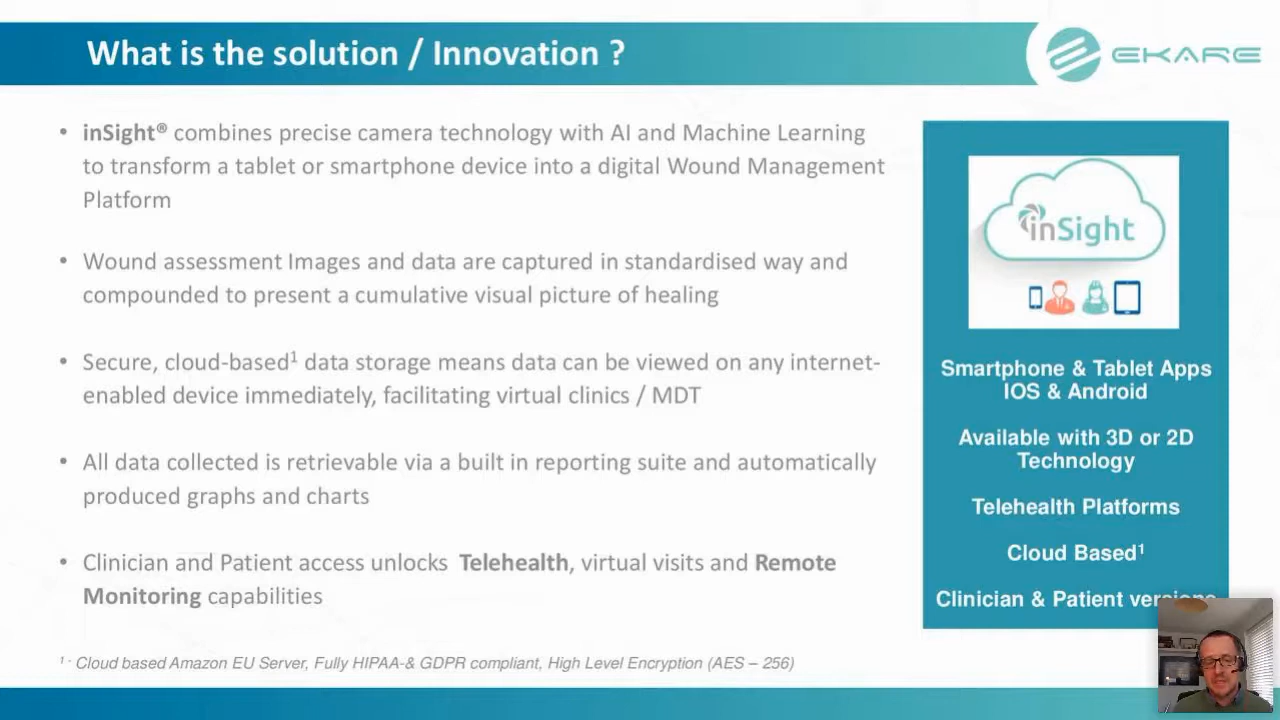 What is the solution / Innovation ?
EKARE
• inSight® combines precise camera technology with AI and Machine Learning
to transform a tablet or smartphone device into a digital Wound Management
Platform
• Wound assessment Images and data are captured in standardised way and
compounded to present a cumulative visual picture of healing
• Secure, cloud-based¹ data storage means data can be viewed on any internet-
enabled device immediately, facilitating virtual clinics / MDT
• All data collected is retrievable via a built in reporting suite and automatically
produced graphs and charts
• Clinician and Patient access unlocks Telehealth, virtual visits and Remote
Monitoring capabilities
inSight
Smartphone & Tablet Apps
IOS & Android
Available with 3D or 2D
Technology
Telehealth Platforms
Cloud Based¹
Clinician & Patient versions
¹· Cloud based Amazon EU Server, Fully HIPAA-& GDPR compliant, High Level Encryption (AES – 256)